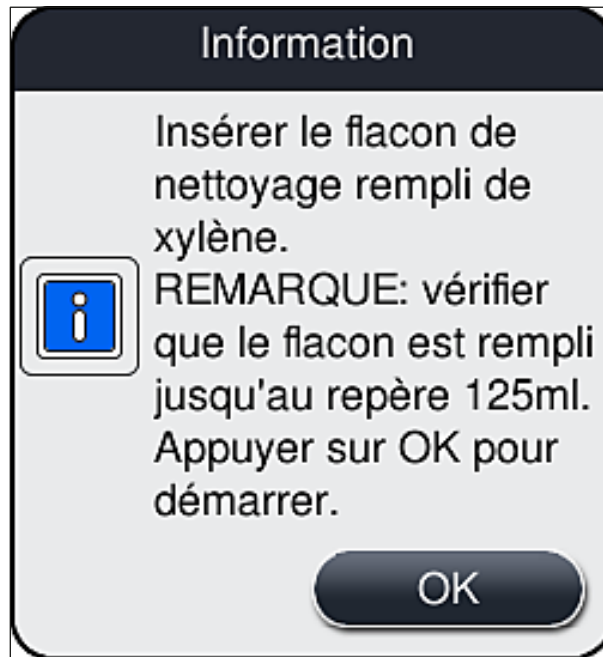 Information
Insérer le flacon de
nettoyage rempli de
xylène.
REMARQUE: vérifier
que le flacon est rempli
jusqu'au repère 125ml.
Appuyer sur OK pour
démarrer.
OK